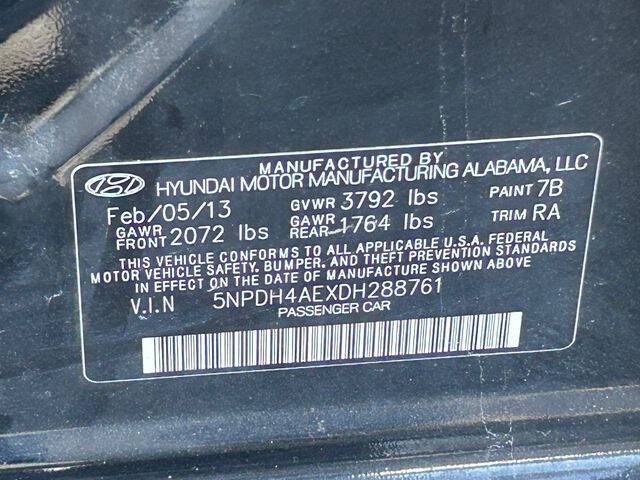 MANUFACTURED BY
HYUNDAI MOTOR MANUFACTURING ALABAMA, LLC
Feb/05/13 GVWR 3792 lbs PAINT 7B
GAWR FRONT 2072 lbs GAWR REAR 1764 lbs TRIM RA
THIS VEHICLE CONFORMS TO ALL APPLICABLE U.S.A. FEDERAL
MOTOR VEHICLE SAFETY, BUMPER, AND THEFT PREVENTION STANDARDS
IN EFFECT ON THE DATE OF MANUFACTURE SHOWN ABOVE
V.I.N 5NPDH4AEXDH288761
PASSENGER CAR